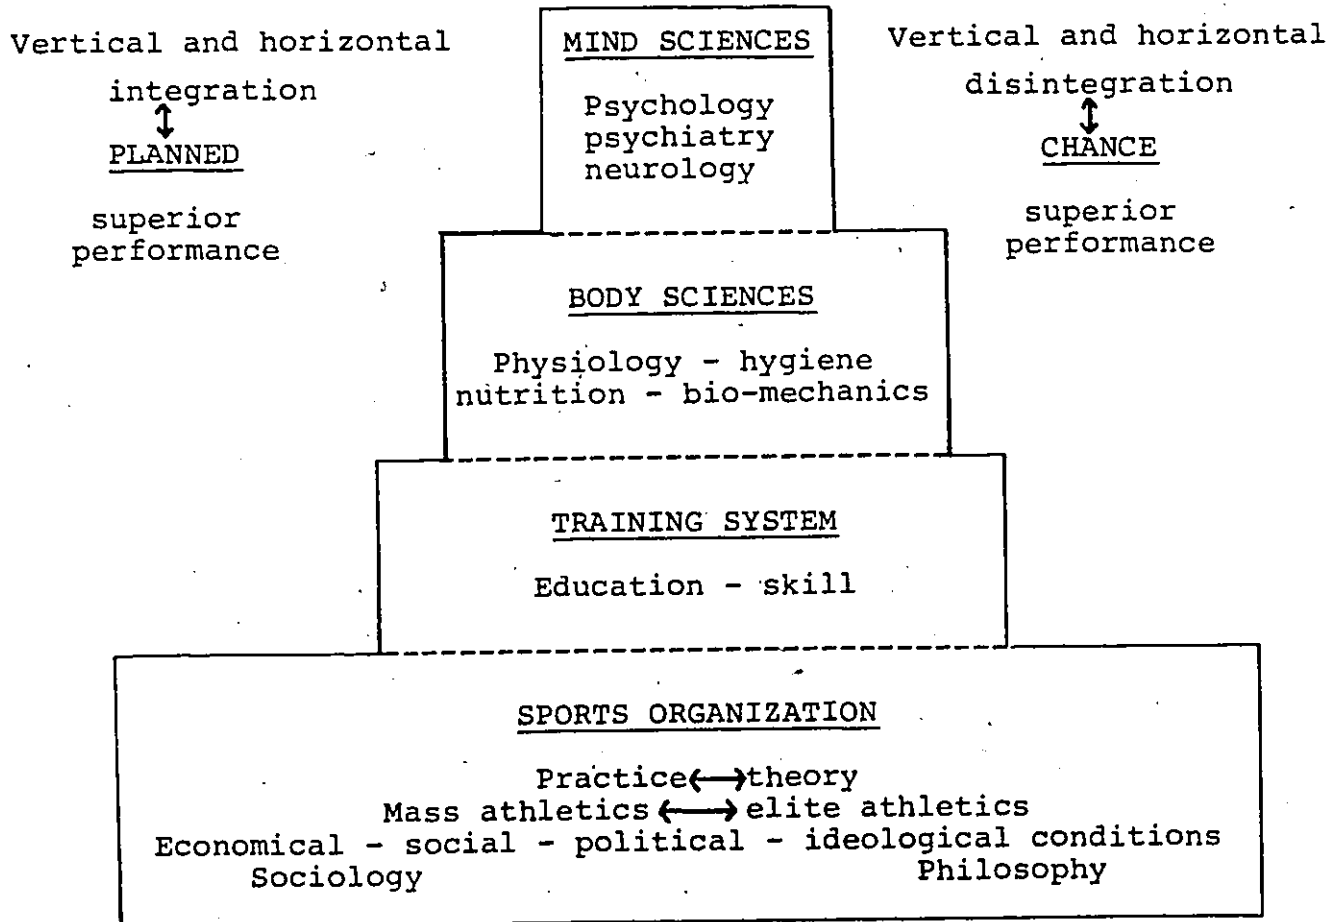 Vertical and horizontal
integration
↕
PLANNED
superior
performance
MIND SCIENCES
Psychology
psychiatry
neurology
Vertical and horizontal
disintegration
↕
CHANCE
superior
performance
BODY SCIENCES
Physiology - hygiene
nutrition - bio-mechanics
TRAINING SYSTEM
Education - skill
SPORTS ORGANIZATION
Practice⟷theory
Mass athletics ⟷ elite athletics
Economical - social - political - ideological conditions
Sociology Philosophy